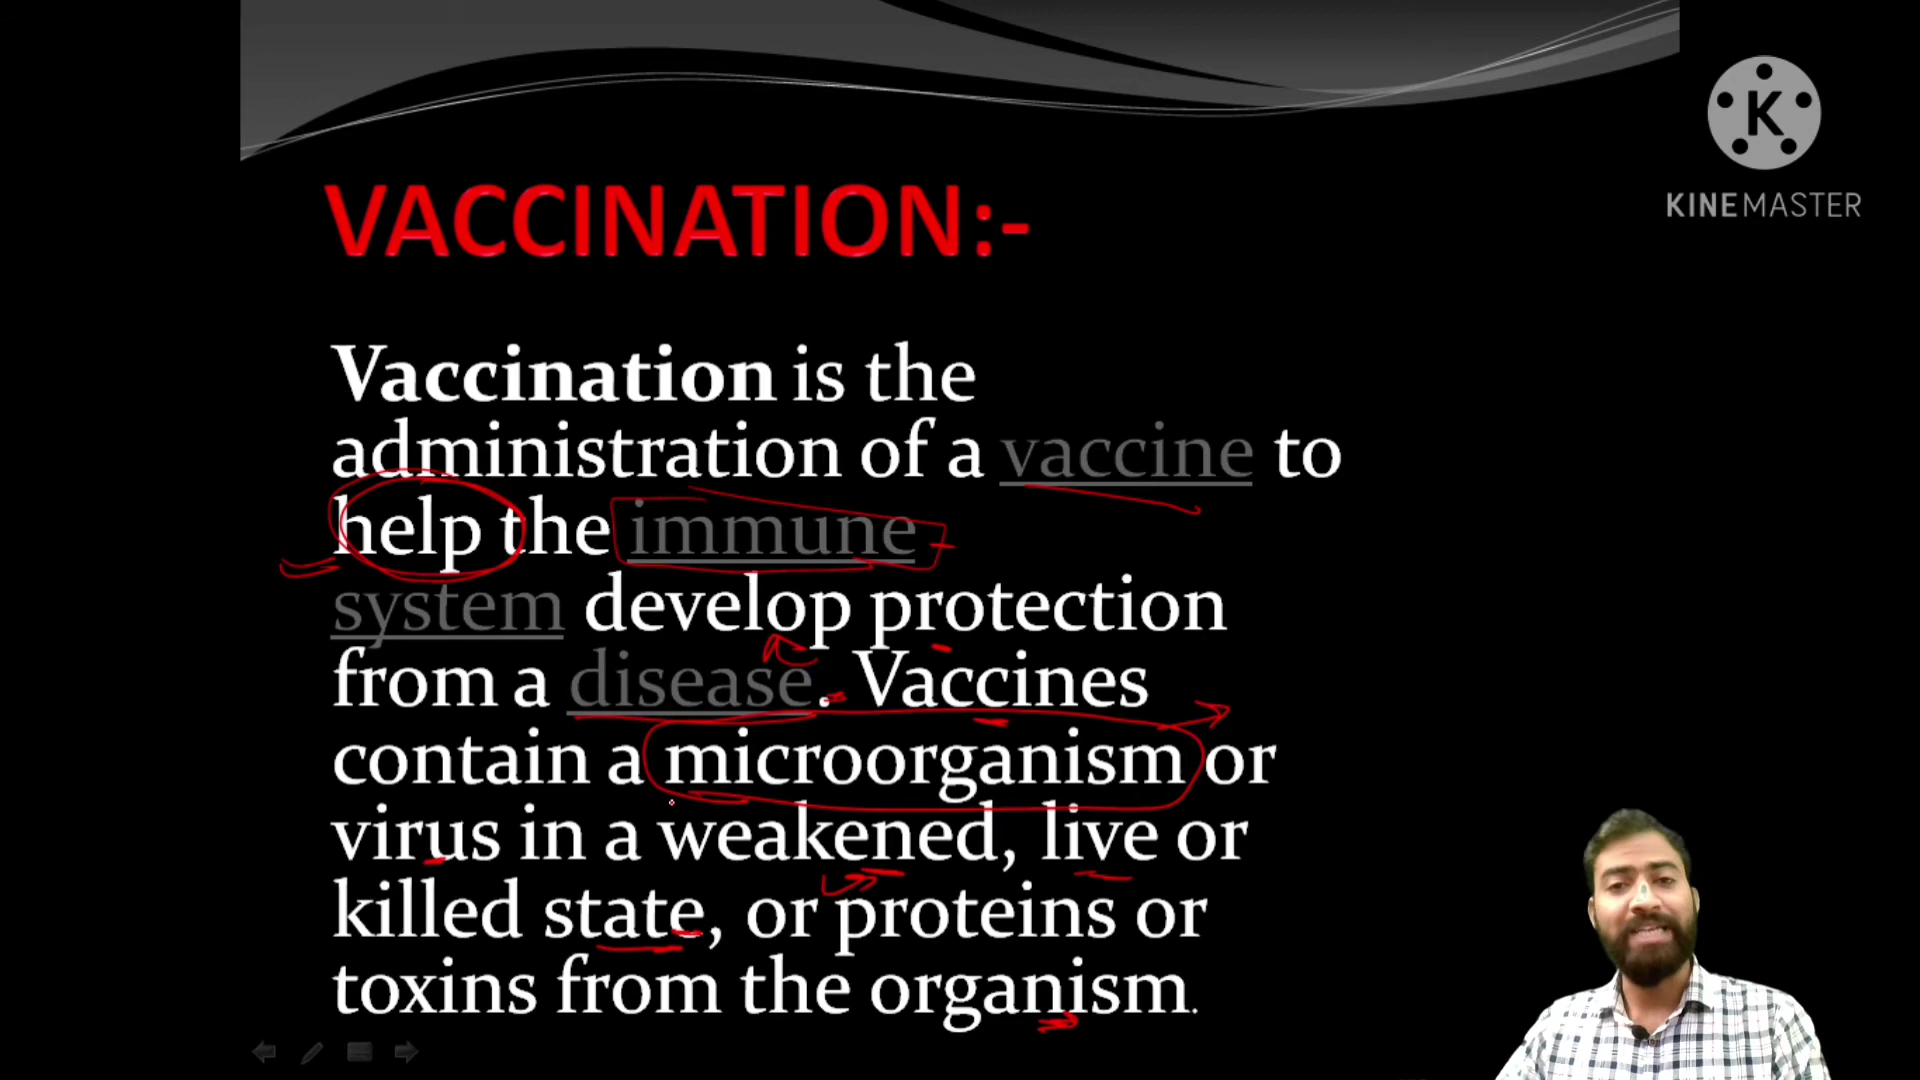 VACCINATION:-
Vaccination is the
administration of a vaccine to
help the immune
system develop protection
from a disease. Vaccines
contain a microorganism or
virus in a weakened, live or
killed state, or proteins or
toxins from the organism.
K
KINEMASTER